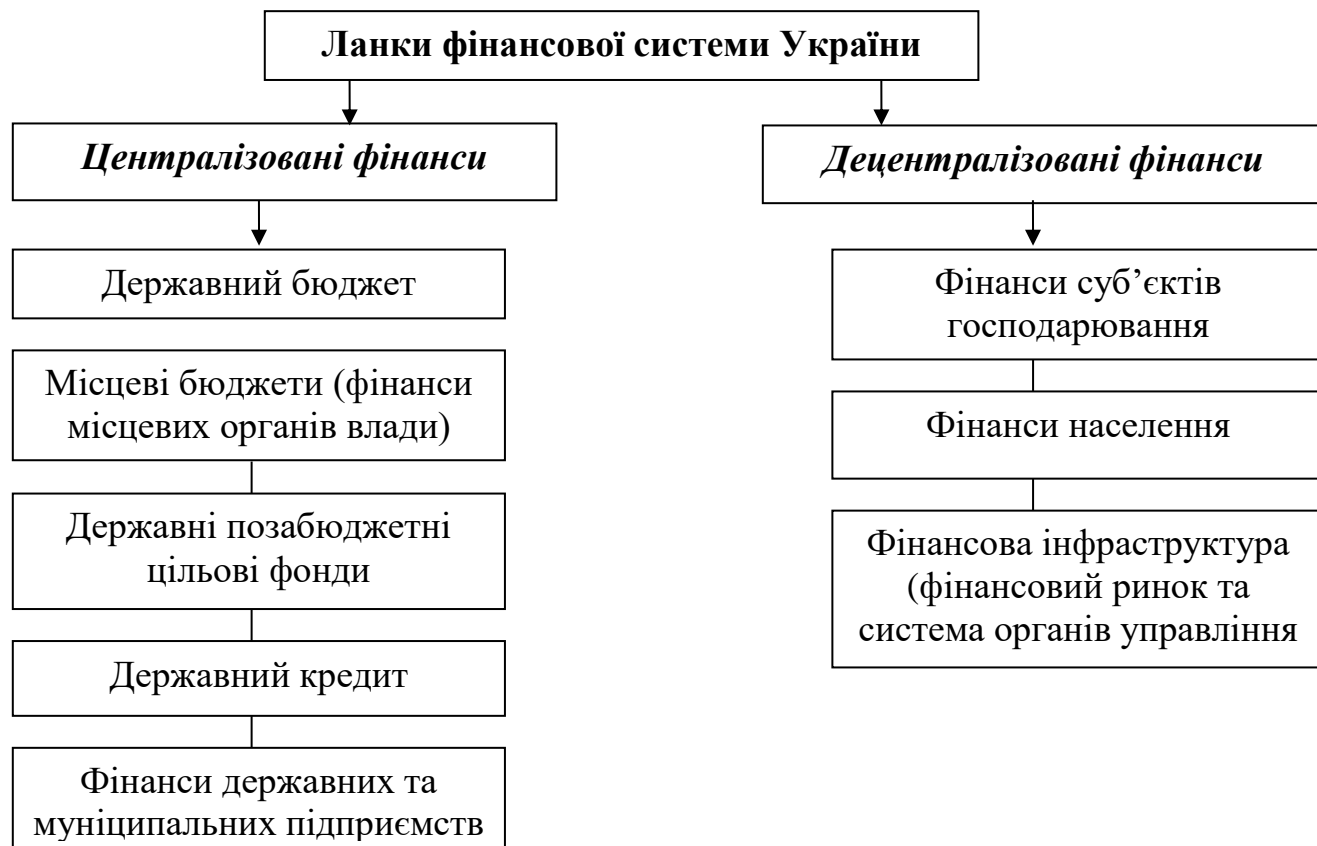 Ланки фінансової системи України
Централізовані фінанси
Децентралізовані фінанси
Державний бюджет
Місцеві бюджети (фінанси
місцевих органів влади)
Державні позабюджетні
цільові фонди
Державний кредит
Фінанси державних та
муніципальних підприємств
Фінанси суб’єктів
господарювання
Фінанси населення
Фінансова інфраструктура
(фінансовий ринок та
система органів управління